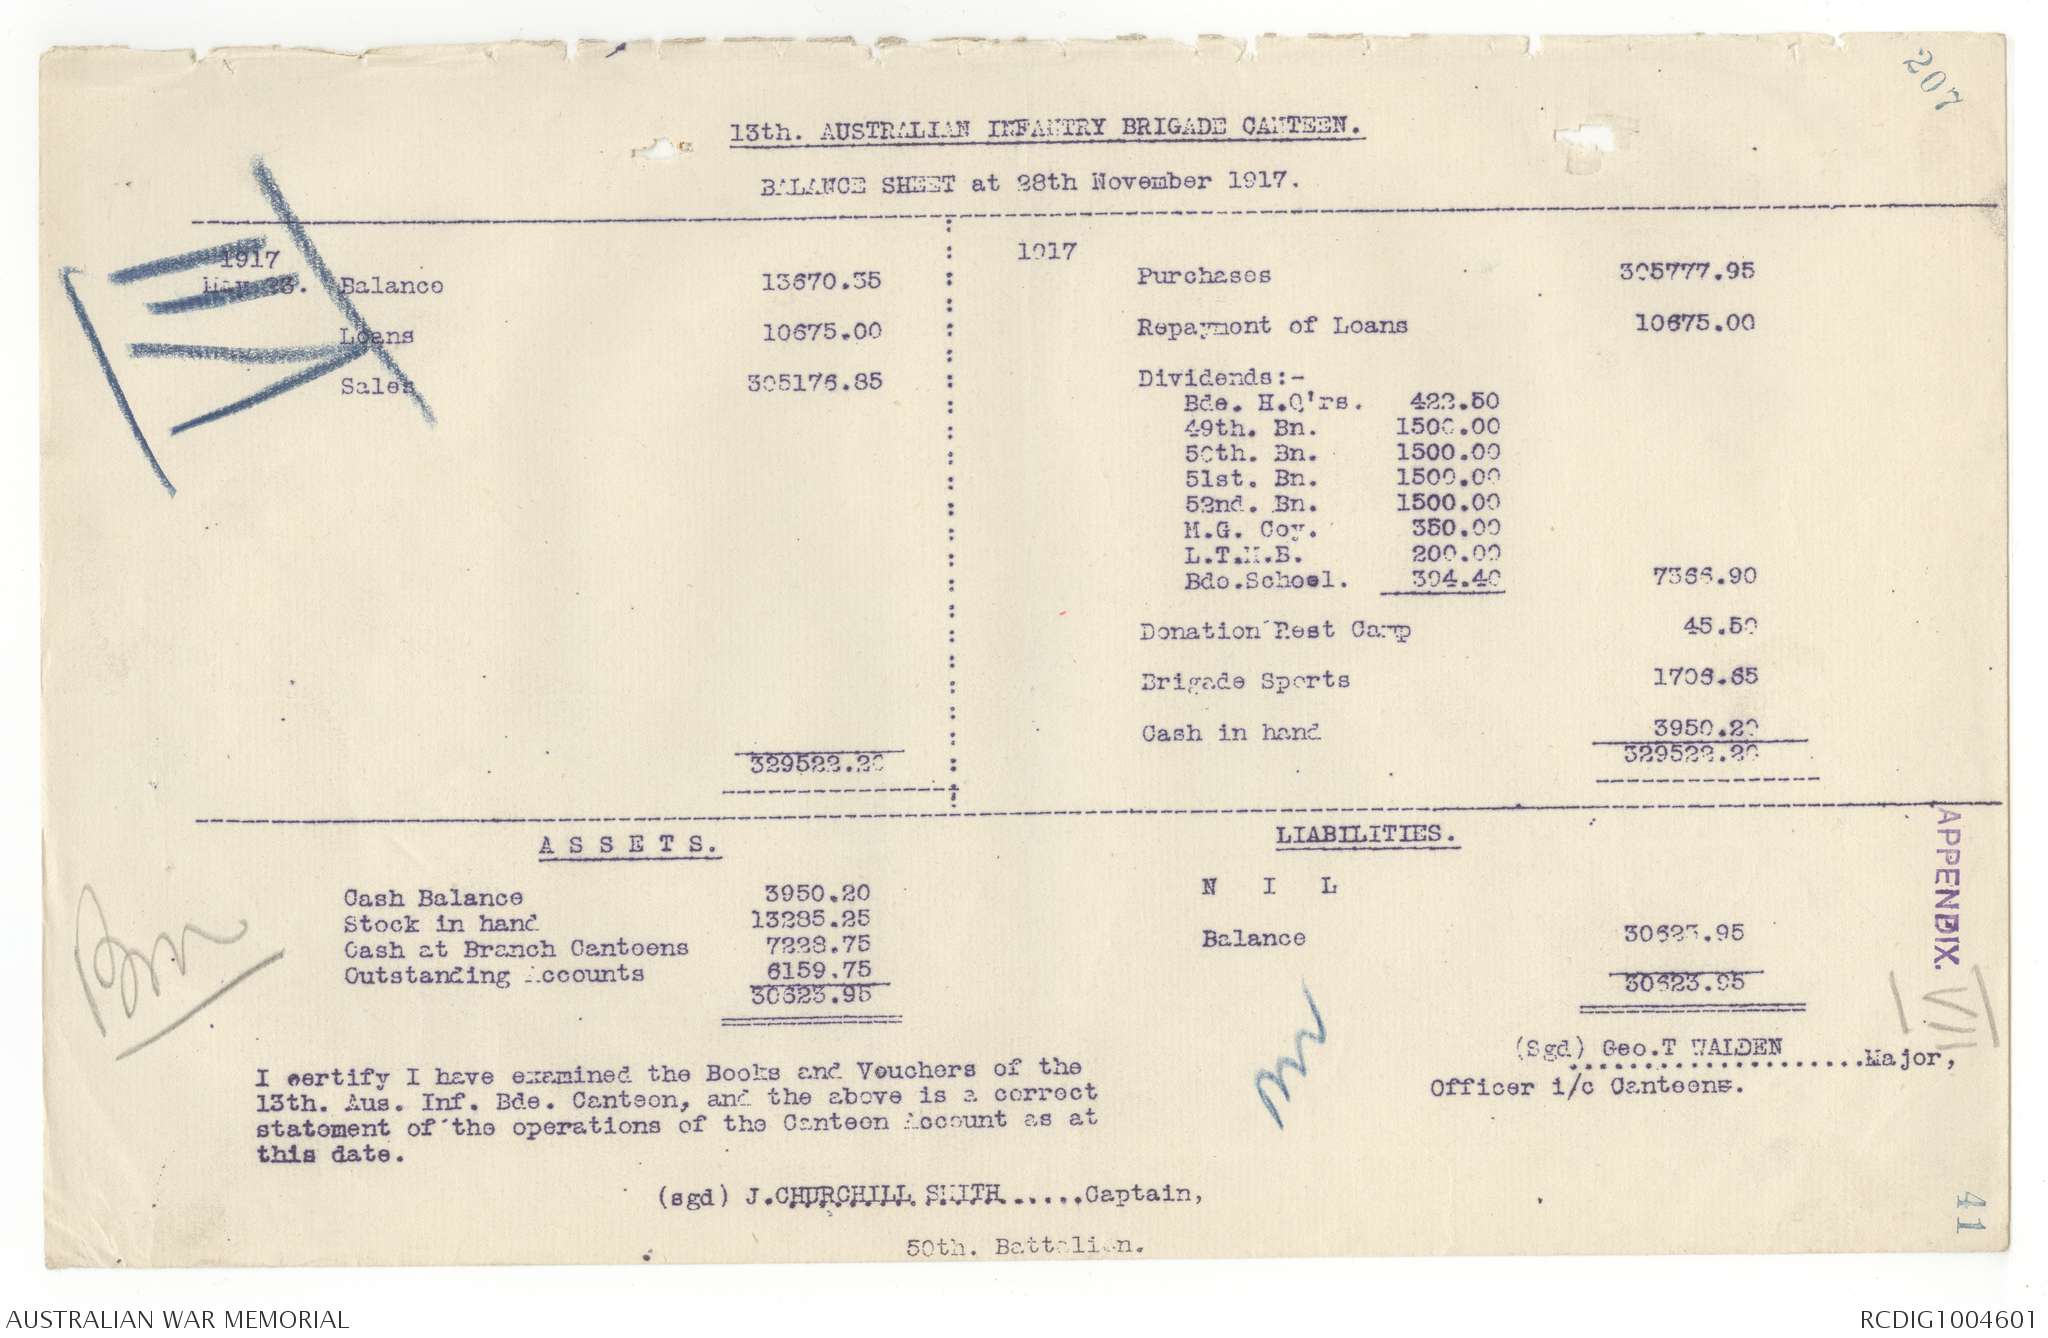 207
13th. AUSTRALIAN INFANTRY BRIGADE CANTEEN.
BALANCE SHEET at 28th November 1917.
1917
May 23. Balance 13670.35
Loans 10675.00
Sales 305176.85
329522.20
1917
Purchases 305777.95
Repayment of Loans 10675.00
Dividends:-
Bde. H.Q'rs. 422.50
49th. Bn. 1500.00
50th. Bn. 1500.00
51st. Bn. 1500.00
52nd. Bn. 1500.00
M.G. Coy. 350.00
L.T.M.B. 200.00
Bde.School. 394.40 7366.90
Donation Rest Camp 45.50
Brigade Sports 1706.65
Cash in hand 3950.20
329522.20
A S S E T S.
Cash Balance 3950.20
Stock in hand 13285.25
Cash at Branch Canteens 7228.75
Outstanding Accounts 6159.75
30623.95
LIABILITIES.
N I L
Balance 30623.95
30623.95
APPENDIX. VII
(Sgd) Geo.T WALDEN .....Major,
Officer i/c Canteens.
I certify I have examined the Books and Vouchers of the
13th. Aus. Inf. Bde. Canteen, and the above is a correct
statement of the operations of the Canteen Account as at
this date.
(sgd) J.CHURCHILL SMITH.....Captain,
50th. Battalion.
41
AUSTRALIAN WAR MEMORIAL
RCDIG1004601